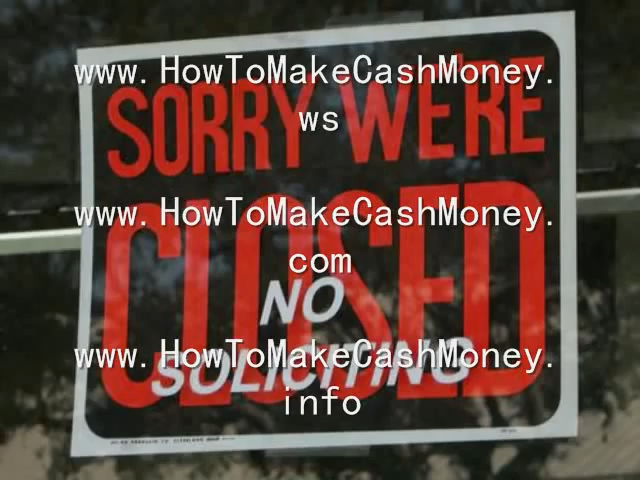 www.HowToMakeCashMoney.
ws
SORRY WE'RE
www.HowToMakeCashMoney.
com
CLOSED
NO
SOLICITING
www.HowToMakeCashMoney.
info